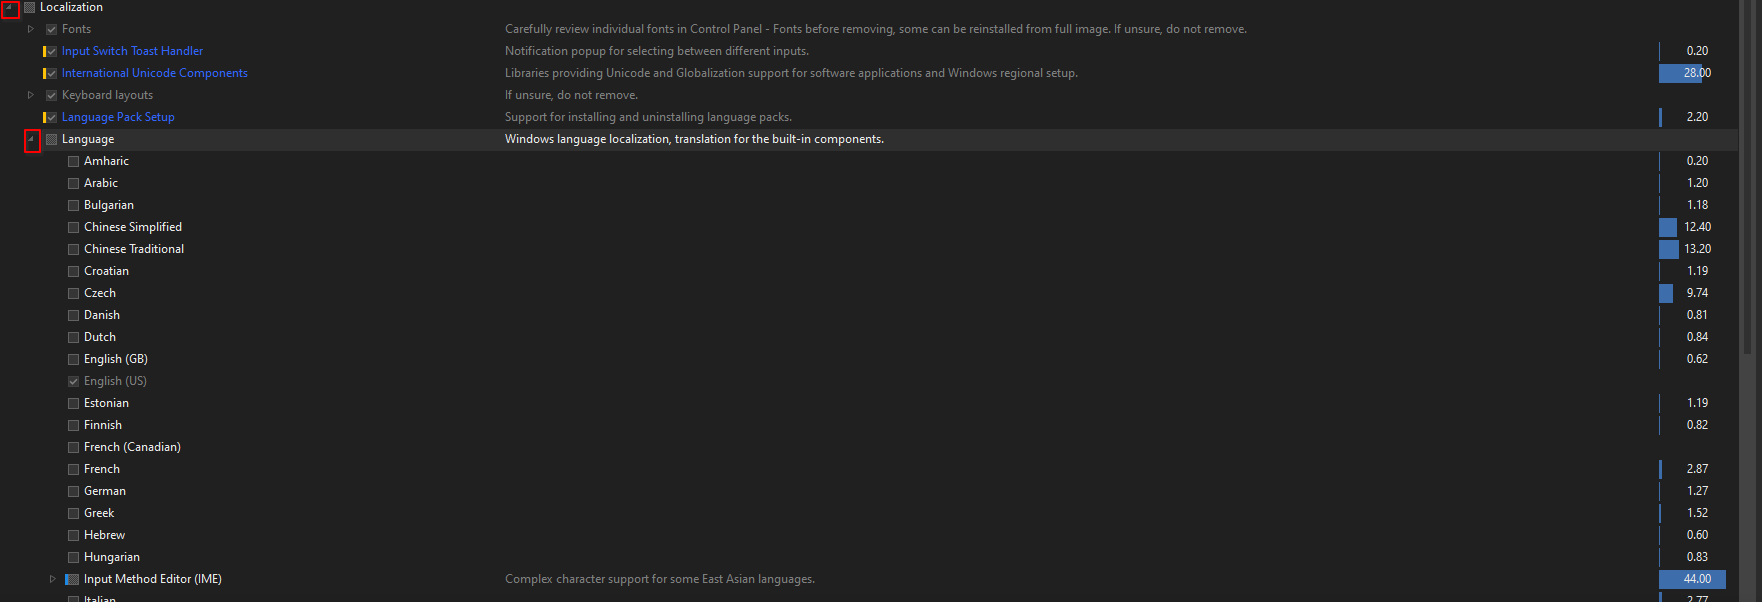 Localization
Fonts Carefully review individual fonts in Control Panel - Fonts before removing, some can be reinstalled from full image. If unsure, do not remove.
Input Switch Toast Handler Notification popup for selecting between different inputs. 0.20
International Unicode Components Libraries providing Unicode and Globalization support for software applications and Windows regional setup. 28.00
Keyboard layouts If unsure, do not remove.
Language Pack Setup Support for installing and uninstalling language packs. 2.20
Language Windows language localization, translation for the built-in components.
Amharic 0.20
Arabic 1.20
Bulgarian 1.18
Chinese Simplified 12.40
Chinese Traditional 13.20
Croatian 1.19
Czech 9.74
Danish 0.81
Dutch 0.84
English (GB) 0.62
English (US)
Estonian 1.19
Finnish 0.82
French (Canadian)
French 2.87
German 1.27
Greek 1.52
Hebrew 0.60
Hungarian 0.83
Input Method Editor (IME) Complex character support for some East Asian languages. 44.00
Italian 2.77